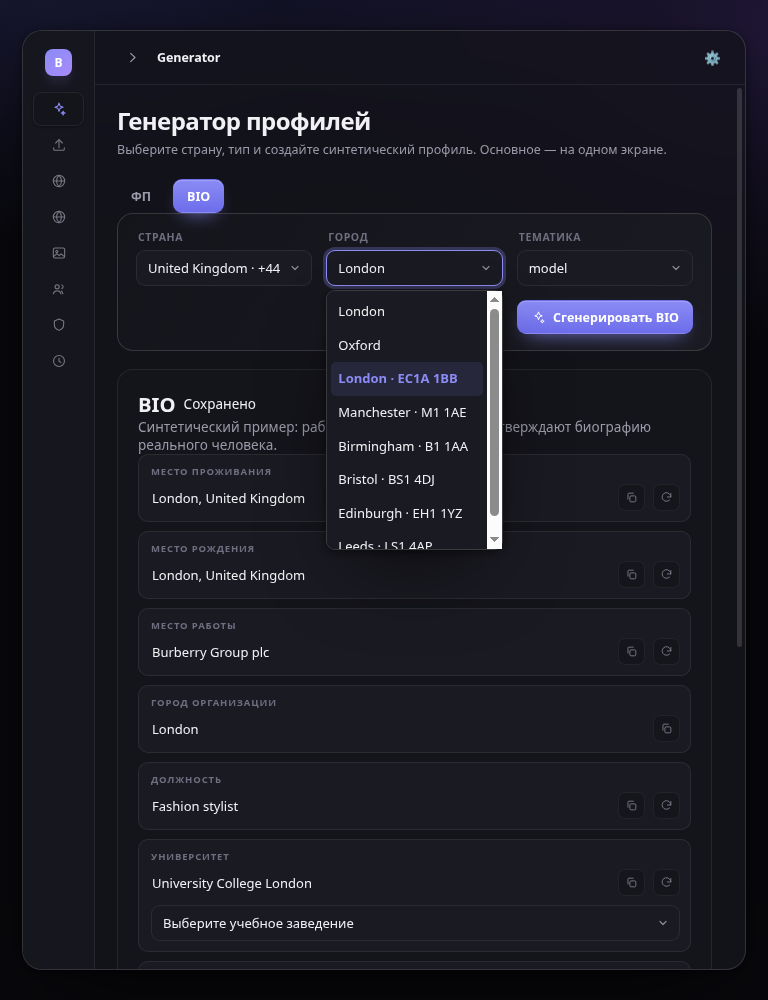 B
Generator
Генератор профилей
Выберите страну, тип и создайте синтетический профиль. Основное — на одном экране.
ФП
BIO
СТРАНА
ГОРОД
ТЕМАТИКА
United Kingdom · +44
London
model
Сгенерировать BIO
London
Oxford
London · EC1A 1BB
Manchester · M1 1AE
Birmingham · B1 1AA
Bristol · BS1 4DJ
Edinburgh · EH1 1YZ
Leeds · LS1 4AP
BIO Сохранено
Синтетический пример: биографию
реального человека.
МЕСТО ПРОЖИВАНИЯ
London, United Kingdom
МЕСТО РОЖДЕНИЯ
London, United Kingdom
МЕСТО РАБОТЫ
Burberry Group plc
ГОРОД ОРГАНИЗАЦИИ
London
ДОЛЖНОСТЬ
Fashion stylist
УНИВЕРСИТЕТ
University College London
Выберите учебное заведение